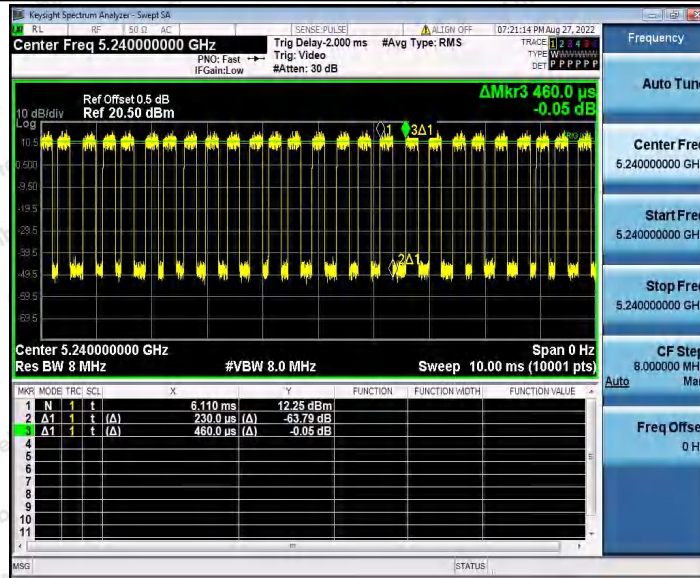 Keysight Spectrum Analyzer - Swept SA
RL RF 50 Ω AC SENSE:PULSE ALIGN OFF 07:21:14 PM Aug 27, 2022
Center Freq 5.240000000 GHz
Trig Delay-2.000 ms #Avg Type: RMS TRACE 1 2 3 4 5 6
PNO: Fast Trig: Video TYPE WWWWWW
IFGain:Low #Atten: 30 dB DET P P P P P P
ΔMkr3 460.0 µs
-0.05 dB
Ref Offset 0.5 dB
10 dB/div Ref 20.50 dBm
Log
1 3Δ1
10.5
0.500
-9.50
-19.5
-29.5
-39.5
2Δ1
-49.5
-59.5
-69.5
Center 5.240000000 GHz Span 0 Hz
Res BW 8 MHz #VBW 8.0 MHz Sweep 10.00 ms (10001 pts)
MKR MODE TRC SCL X Y FUNCTION FUNCTION WIDTH FUNCTION VALUE
1 N 1 t 6.110 ms 12.25 dBm
2 Δ1 1 t (Δ) 230.0 µs (Δ) -63.79 dB
3 Δ1 1 t (Δ) 460.0 µs (Δ) -0.05 dB
4
5
6
7
8
9
10
11
MSG STATUS
Frequency
Auto Tun
Center Fre
5.240000000 GH
Start Fre
5.240000000 GH
Stop Fre
5.240000000 GH
CF Ste
8.000000 MH
Auto Ma
Freq Offse
0 H